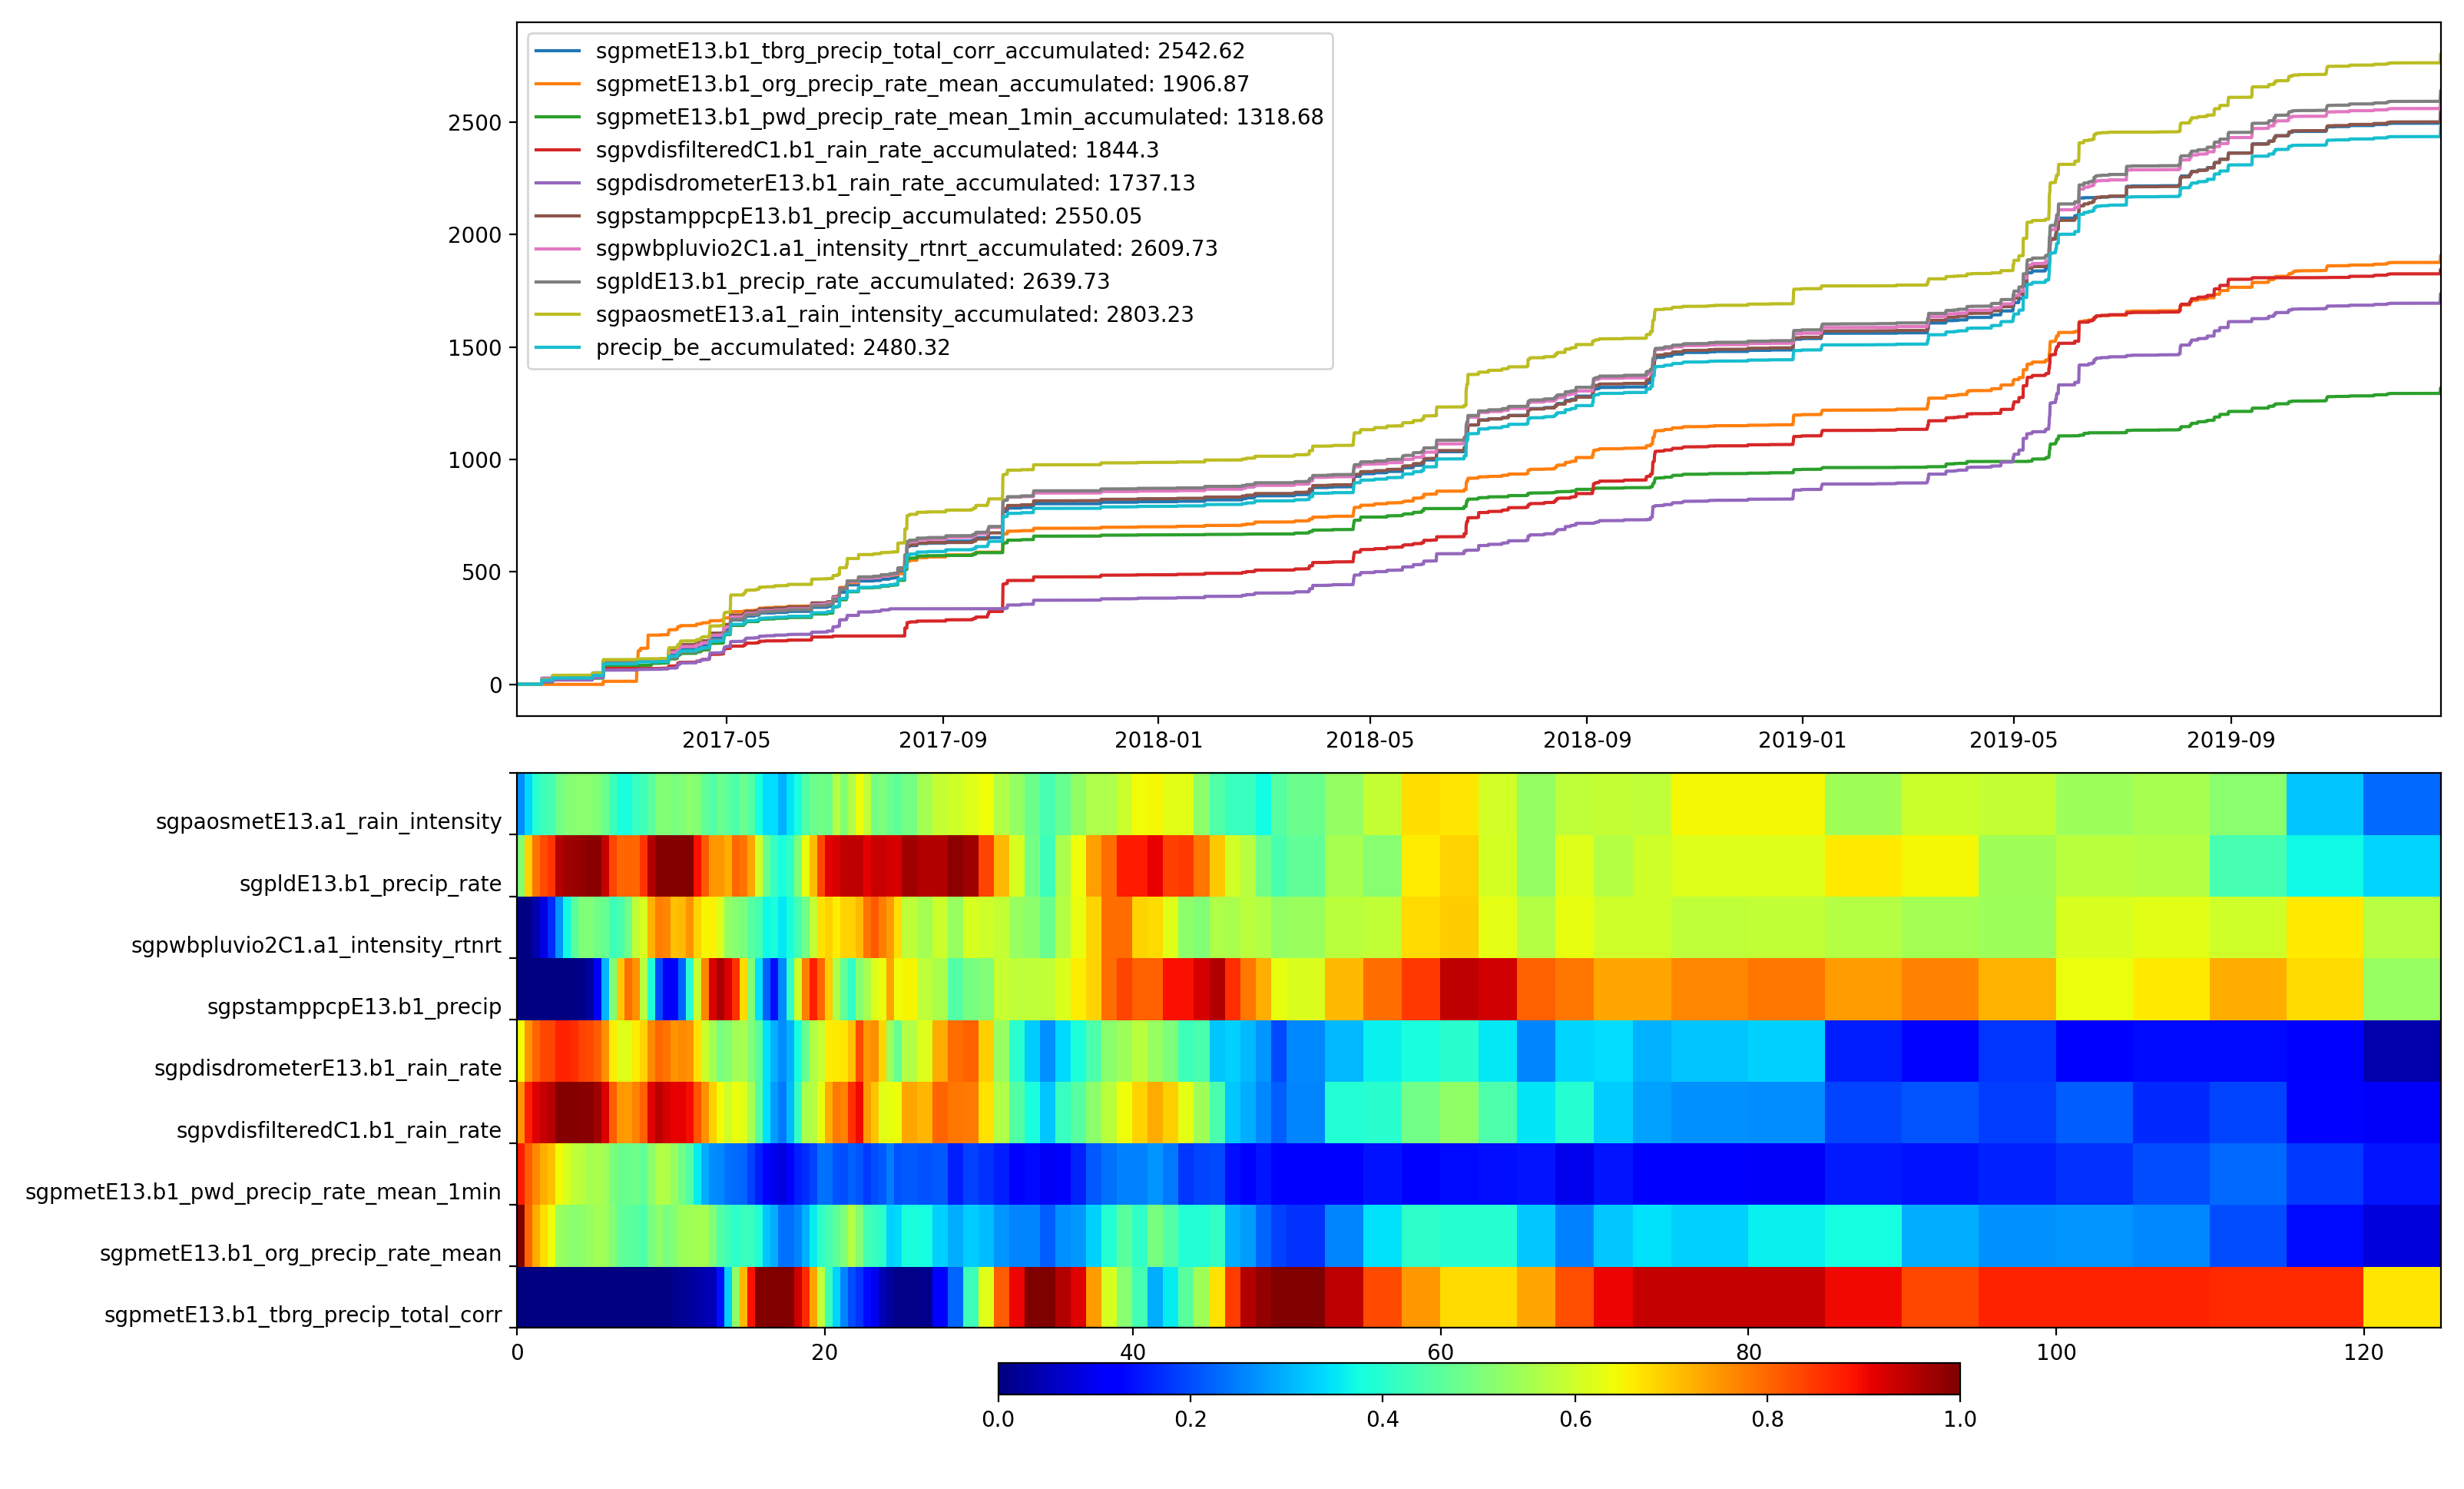 sgpmetE13.b1_tbrg_precip_total_corr_accumulated: 2542.62
sgpmetE13.b1_org_precip_rate_mean_accumulated: 1906.87
sgpmetE13.b1_pwd_precip_rate_mean_1min_accumulated: 1318.68
sgpvdisfilteredC1.b1_rain_rate_accumulated: 1844.3
sgpdisdrometerE13.b1_rain_rate_accumulated: 1737.13
sgpstamppcpE13.b1_precip_accumulated: 2550.05
sgpwbpluvio2C1.a1_intensity_rtnrt_accumulated: 2609.73
sgpldE13.b1_precip_rate_accumulated: 2639.73
sgpaosmetE13.a1_rain_intensity_accumulated: 2803.23
precip_be_accumulated: 2480.32
2500
2000
1500
1000
500
0
2017-05 2017-09 2018-01 2018-05 2018-09 2019-01 2019-05 2019-09
sgpaosmetE13.a1_rain_intensity
sgpldE13.b1_precip_rate
sgpwbpluvio2C1.a1_intensity_rtnrt
sgpstamppcpE13.b1_precip
sgpdisdrometerE13.b1_rain_rate
sgpvdisfilteredC1.b1_rain_rate
sgpmetE13.b1_pwd_precip_rate_mean_1min
sgpmetE13.b1_org_precip_rate_mean
sgpmetE13.b1_tbrg_precip_total_corr
0 20 40 60 80 100 120
0.0 0.2 0.4 0.6 0.8 1.0